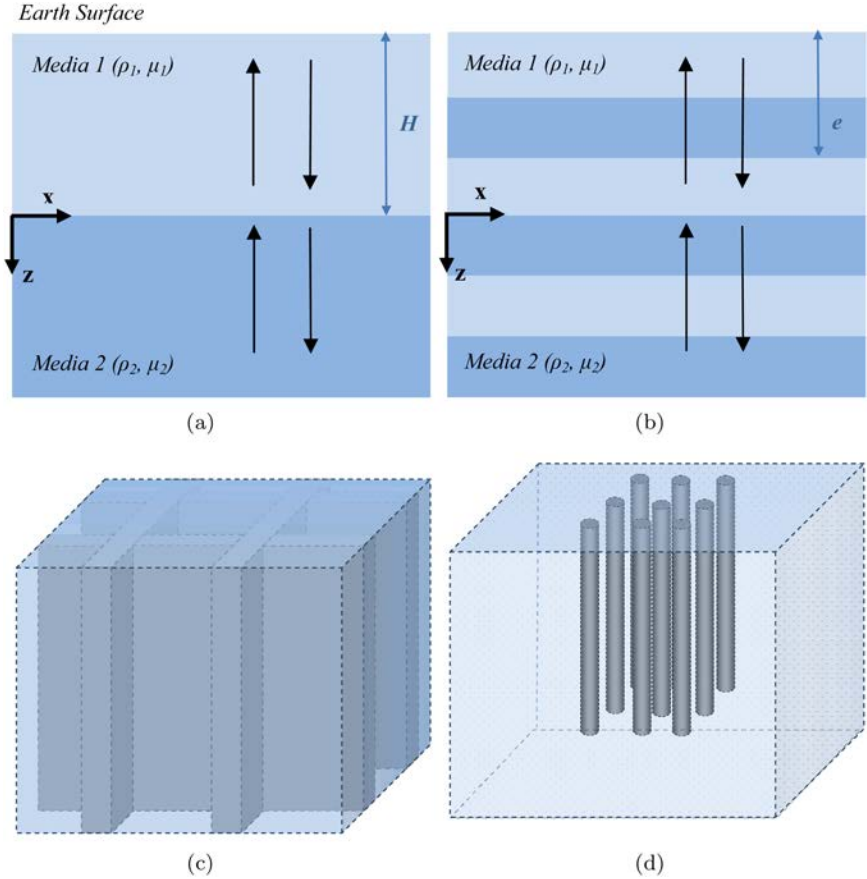 Earth Surface
Media 1 (ρ₁, μ₁)
H
x
z
Media 2 (ρ₂, μ₂)
(a)
Media 1 (ρ₁, μ₁)
e
x
z
Media 2 (ρ₂, μ₂)
(b)
(c)
(d)